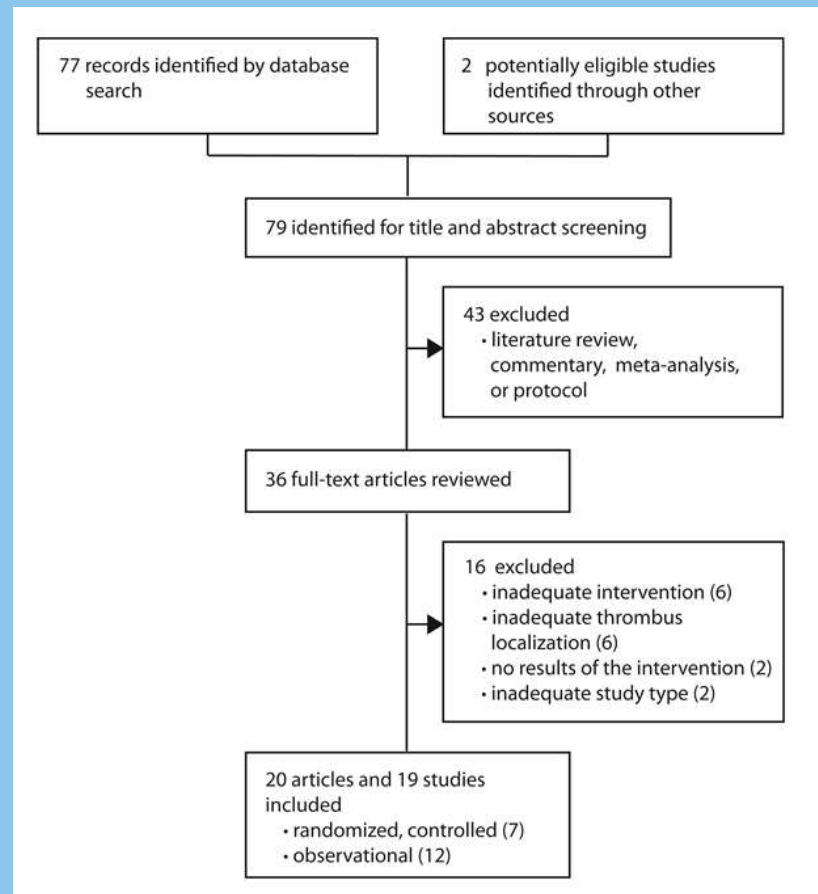 77 records identified by database
search
2 potentially eligible studies
identified through other
sources
79 identified for title and abstract screening
43 excluded
• literature review,
commentary, meta-analysis,
or protocol
36 full-text articles reviewed
16 excluded
• inadequate intervention (6)
• inadequate thrombus
localization (6)
• no results of the intervention (2)
• inadequate study type (2)
20 articles and 19 studies
included
• randomized, controlled (7)
• observational (12)